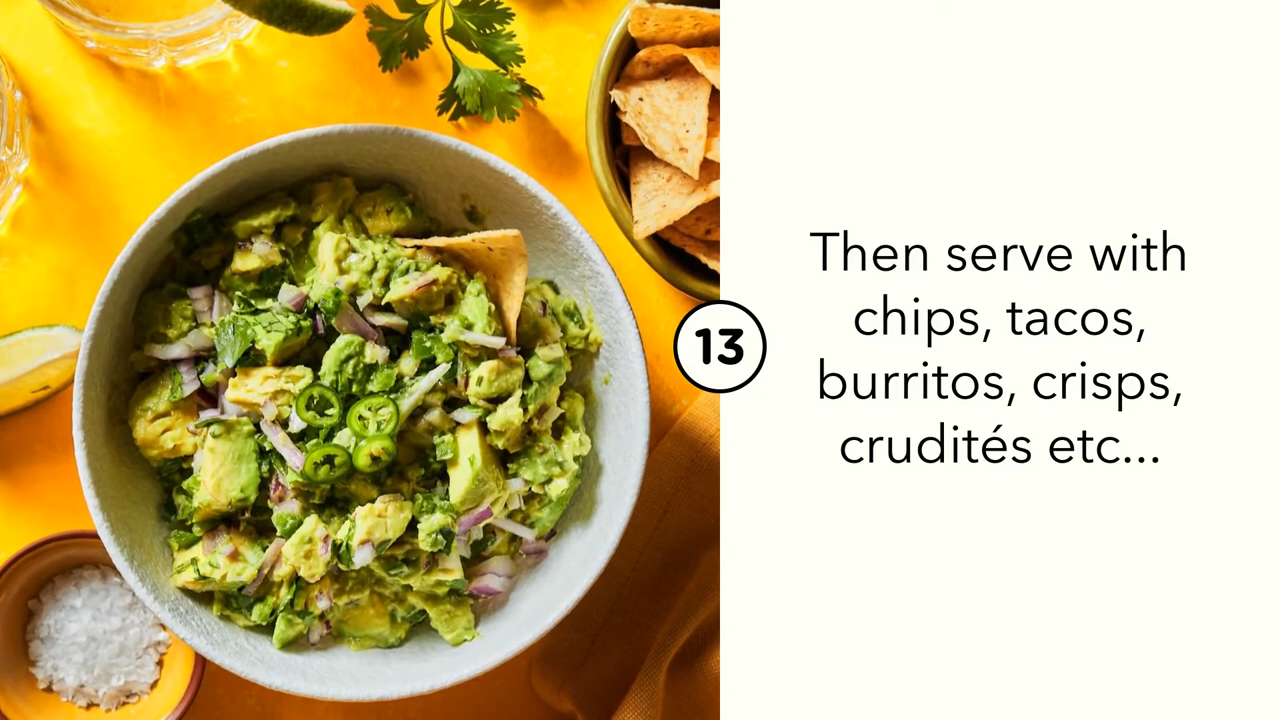 13
Then serve with
chips, tacos,
burritos, crisps,
crudités etc...